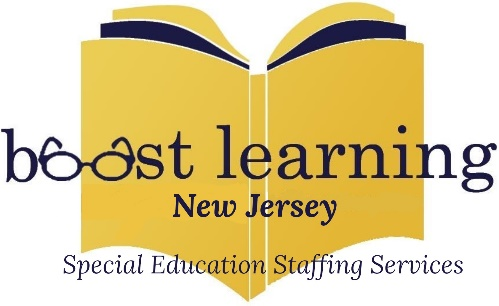 boost learning
New Jersey
Special Education Staffing Services